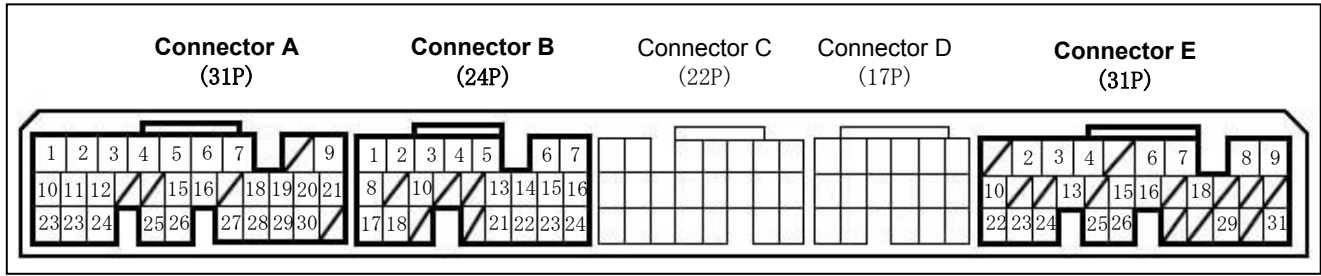 Connector A Connector B Connector C Connector D Connector E
(31P) (24P) (22P) (17P) (31P)
1 2 3 4 5 6 7 9 1 2 3 4 5 6 7 2 3 4 6 7 8 9
10 11 12 15 16 18 19 20 21 8 10 13 14 15 16 10 13 15 16 18
23 23 24 25 26 27 28 29 30 17 18 21 22 23 24 22 23 24 25 26 29 31